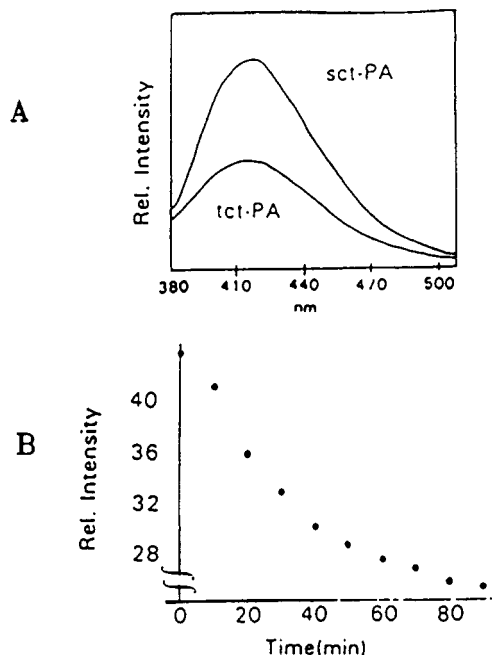 A
Rel. Intensity
sct-PA
tct-PA
380 410 440 470 500
nm
B
Rel. Intensity
40
36
32
28
0 20 40 60 80
Time(min)